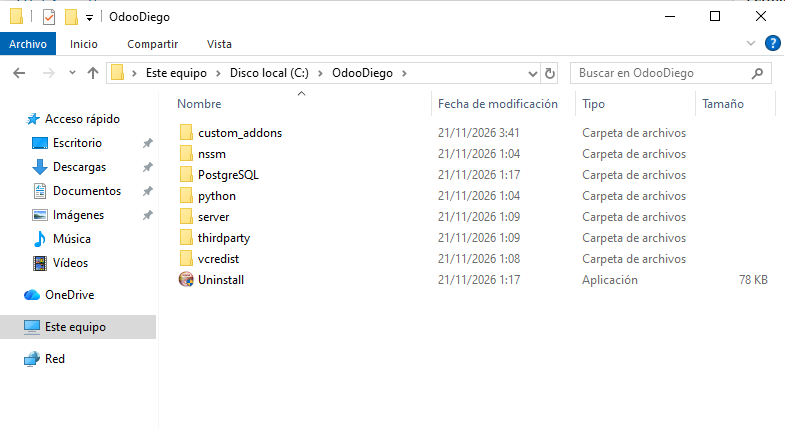 OdooDiego
Archivo Inicio Compartir Vista
Este equipo Disco local (C:) OdooDiego Buscar en OdooDiego
Nombre Fecha de modificación Tipo Tamaño
Acceso rápido
Escritorio
Descargas
Documentos
Imágenes
Música
Vídeos
OneDrive
Este equipo
Red
custom_addons 21/11/2026 3:41 Carpeta de archivos
nssm 21/11/2026 1:04 Carpeta de archivos
PostgreSQL 21/11/2026 1:17 Carpeta de archivos
python 21/11/2026 1:04 Carpeta de archivos
server 21/11/2026 1:09 Carpeta de archivos
thirdparty 21/11/2026 1:09 Carpeta de archivos
vcredist 21/11/2026 1:08 Carpeta de archivos
Uninstall 21/11/2026 1:17 Aplicación 78 KB